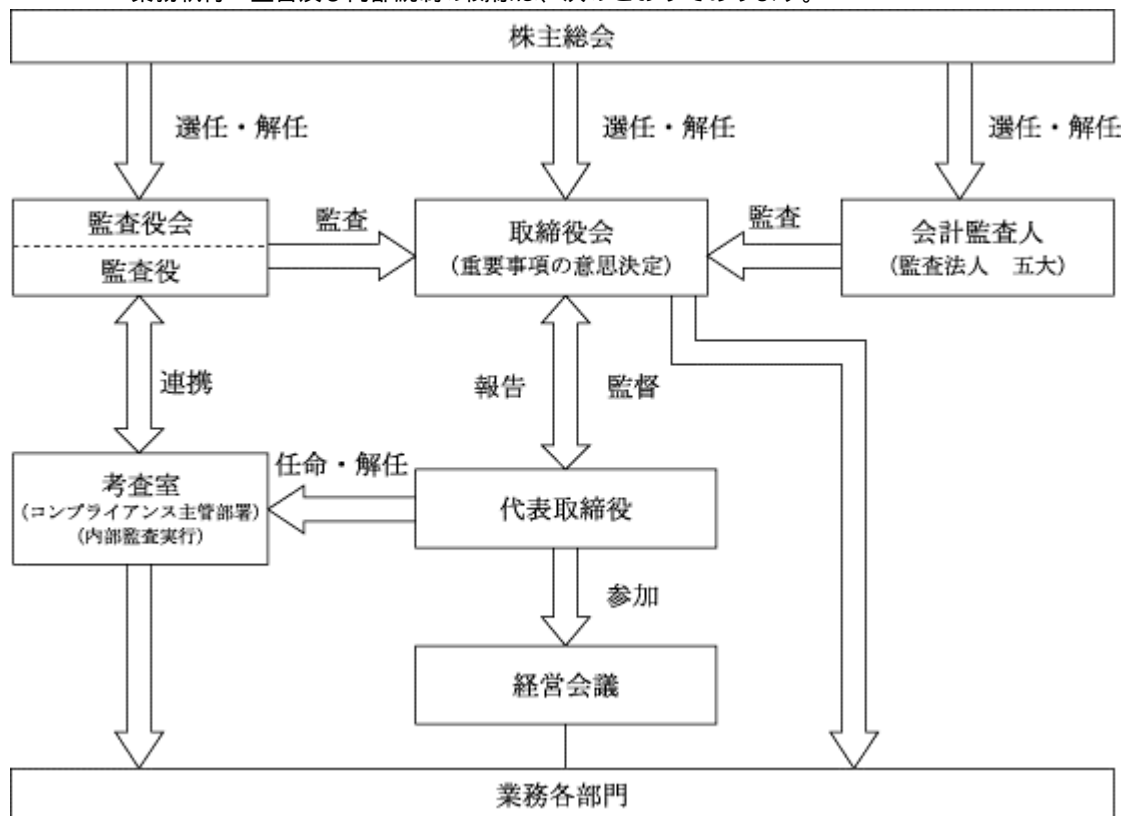 株主総会
選任・解任
選任・解任
選任・解任
監査役会
監査役
監査
取締役会
(重要事項の意思決定)
監査
会計監査人
(監査法人 五大)
連携
報告
監督
考査室
(コンプライアンス主管部署)
(内部監査実行)
任命・解任
代表取締役
参加
経営会議
業務各部門